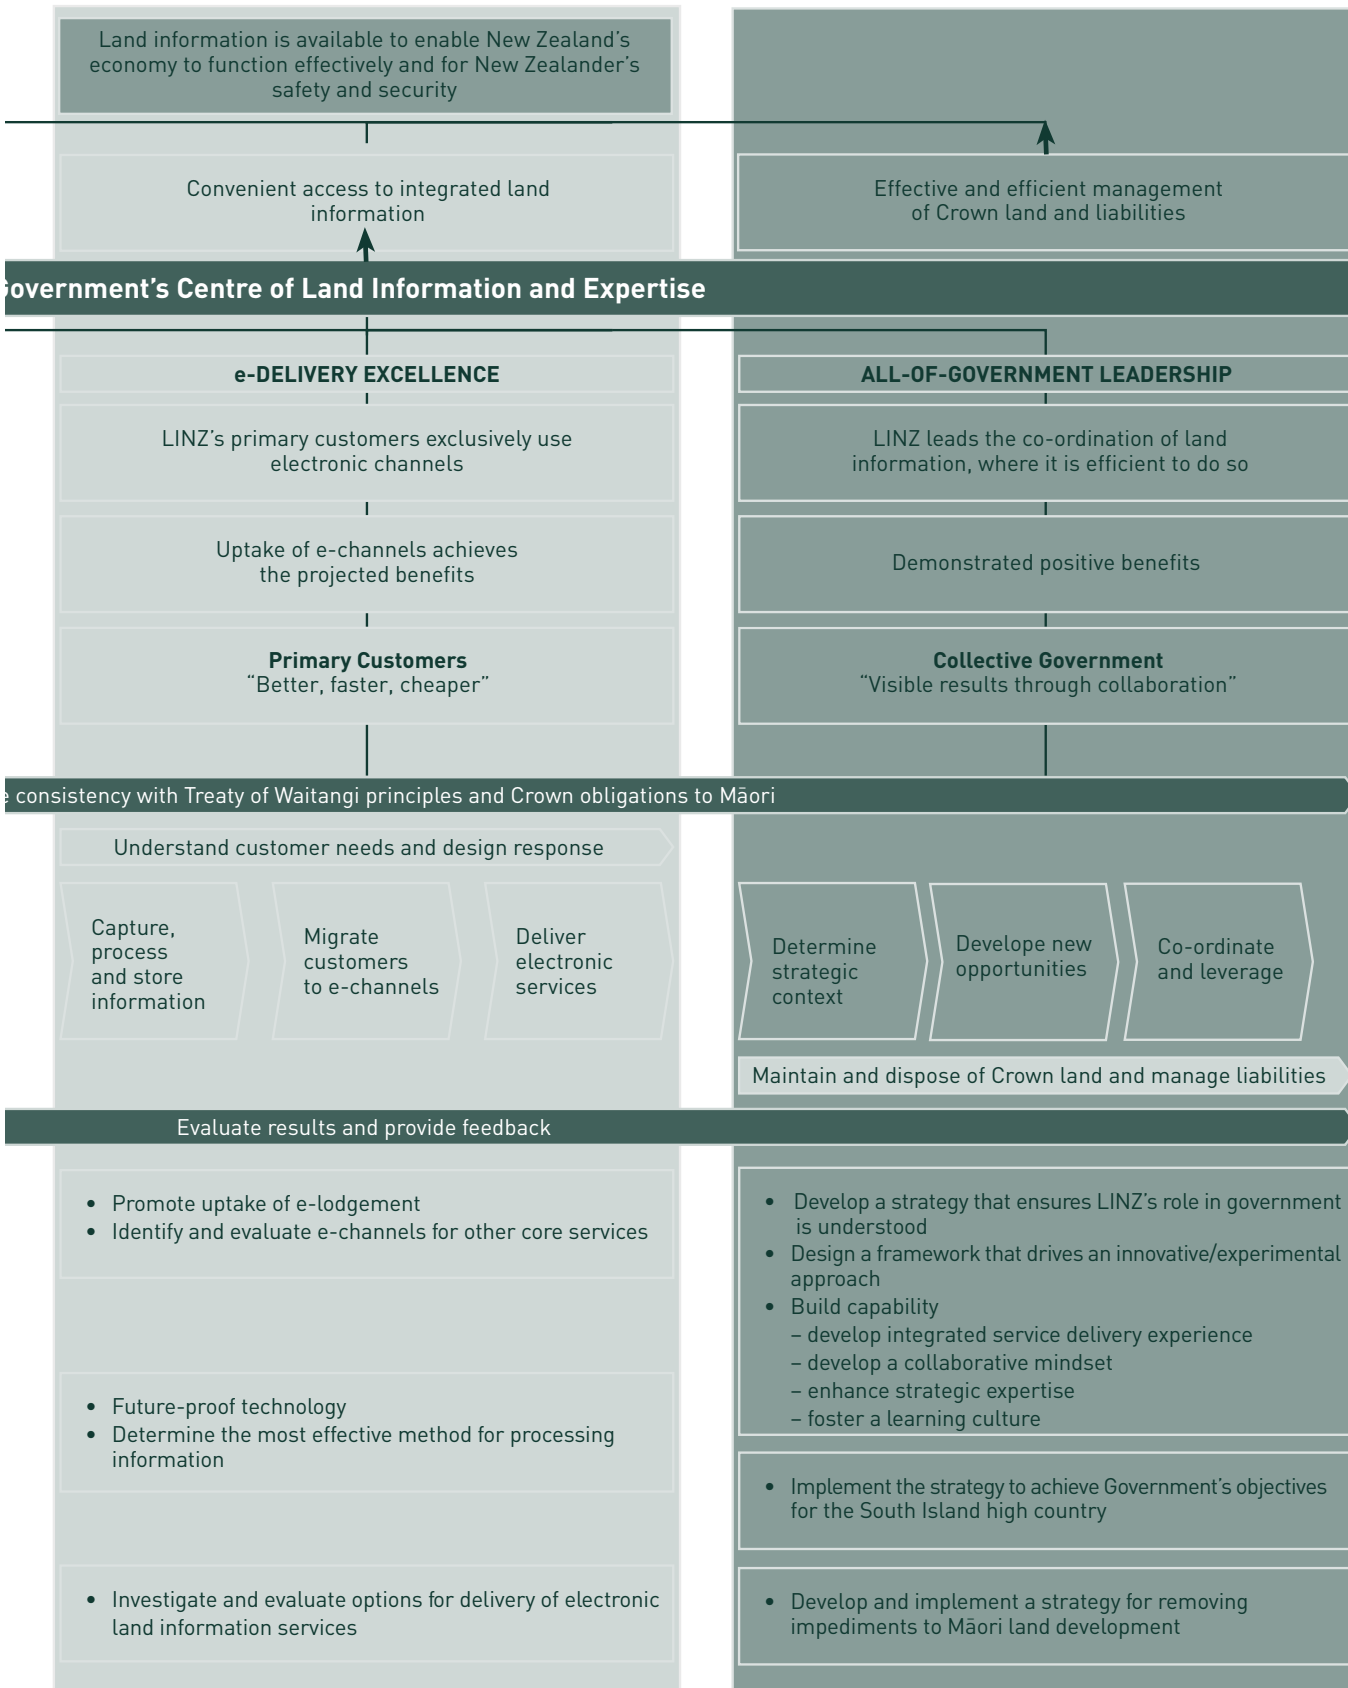 Land information is available to enable New Zealand’s
economy to function effectively and for New Zealander’s
safety and security
Convenient access to integrated land
information
Effective and efficient management
of Crown land and liabilities
Government’s Centre of Land Information and Expertise
e-DELIVERY EXCELLENCE
LINZ’s primary customers exclusively use
electronic channels
Uptake of e-channels achieves
the projected benefits
Primary Customers
“Better, faster, cheaper”
ALL-OF-GOVERNMENT LEADERSHIP
LINZ leads the co-ordination of land
information, where it is efficient to do so
Demonstrated positive benefits
Collective Government
“Visible results through collaboration”
consistency with Treaty of Waitangi principles and Crown obligations to Māori
Understand customer needs and design response
Capture,
process
and store
information
Migrate
customers
to e-channels
Deliver
electronic
services
Determine
strategic
context
Develope new
opportunities
Co-ordinate
and leverage
Maintain and dispose of Crown land and manage liabilities
Evaluate results and provide feedback
• Promote uptake of e-lodgement
• Identify and evaluate e-channels for other core services
• Future-proof technology
• Determine the most effective method for processing
information
• Investigate and evaluate options for delivery of electronic
land information services
• Develop a strategy that ensures LINZ’s role in government
is understood
• Design a framework that drives an innovative/experimental
approach
• Build capability
– develop integrated service delivery experience
– develop a collaborative mindset
– enhance strategic expertise
– foster a learning culture
• Implement the strategy to achieve Government’s objectives
for the South Island high country
• Develop and implement a strategy for removing
impediments to Māori land development